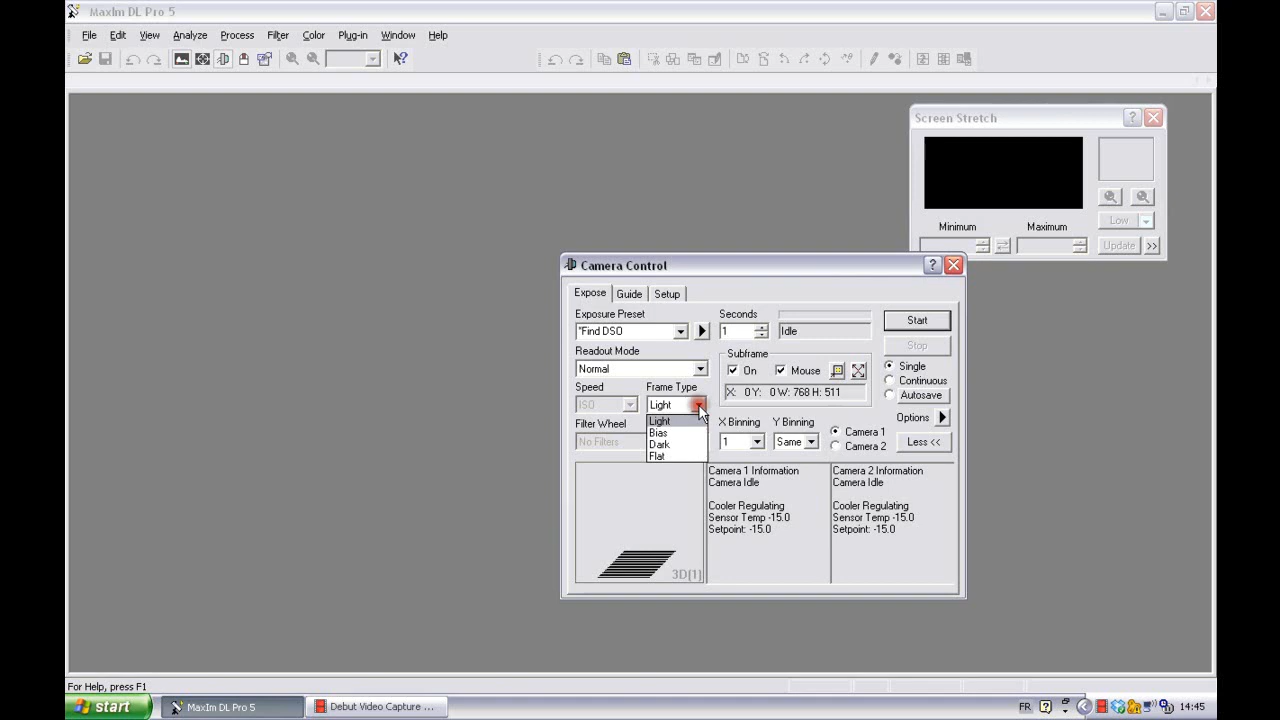 MaxIm DL Pro 5
File Edit View Analyze Process Filter Color Plug-in Window Help
Screen Stretch
Low
Minimum Maximum
Update >>
Camera Control
Expose Guide Setup
Exposure Preset Seconds
*Find DSO 1 Idle Start
Readout Mode Subframe Stop
Normal On Mouse Single
Speed Frame Type Continuous
X: 0 Y: 0 W: 768 H: 511 Autosave
ISO Light
Filter Wheel Light X Binning Y Binning Options
No Filters Bias 1 Same Camera 1
Dark Camera 2 Less <<
Flat
Camera 1 Information Camera 2 Information
Camera Idle Camera Idle
Cooler Regulating Cooler Regulating
Sensor Temp -15.0 Sensor Temp -15.0
Setpoint: -15.0 Setpoint: -15.0
3D[1]
For Help, press F1
start MaxIm DL Pro 5 Debut Video Capture ... FR 14:45